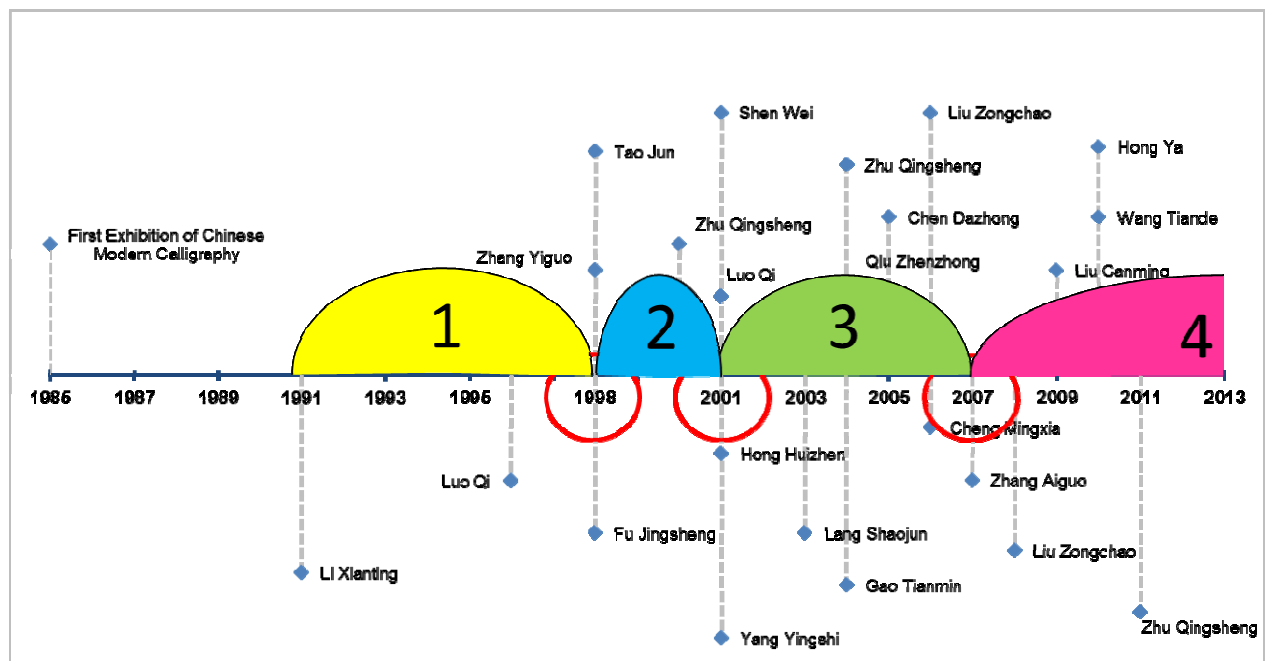 Shen Wei
Liu Zongchao
Tao Jun
Hong Ya
Zhu Qingsheng
Chen Dazhong
Wang Tiande
Zhu Qingsheng
First Exhibition of Chinese
Modern Calligraphy
Zhang Yiguo
Qiu Zhenzhong
Luo Qi
Liu Canming
1
2
3
4
1986
1987
1989
1991
1993
1995
1998
2001
2003
2005
2007
2009
2011
2013
Cheng Mingxia
Hong Huizhen
Luo Qi
Zhang Aiguo
Fu Jingsheng
Lang Shaojun
Liu Zongchao
Li Xianting
Gao Tianmin
Zhu Qingsheng
Yang Yingshi